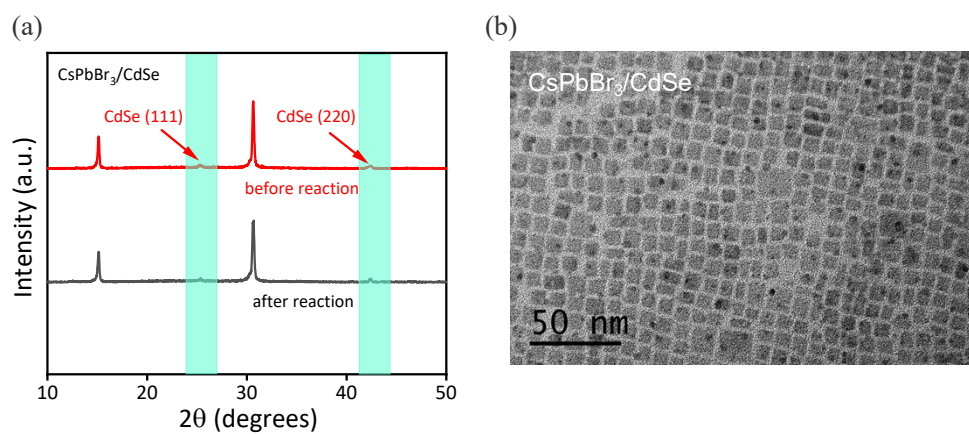 (a)
CsPbBr₃/CdSe
CdSe (111)
CdSe (220)
before reaction
after reaction
Intensity (a.u.)
10
20
30
40
50
2θ (degrees)
(b)
CsPbBr₃/CdSe
50 nm